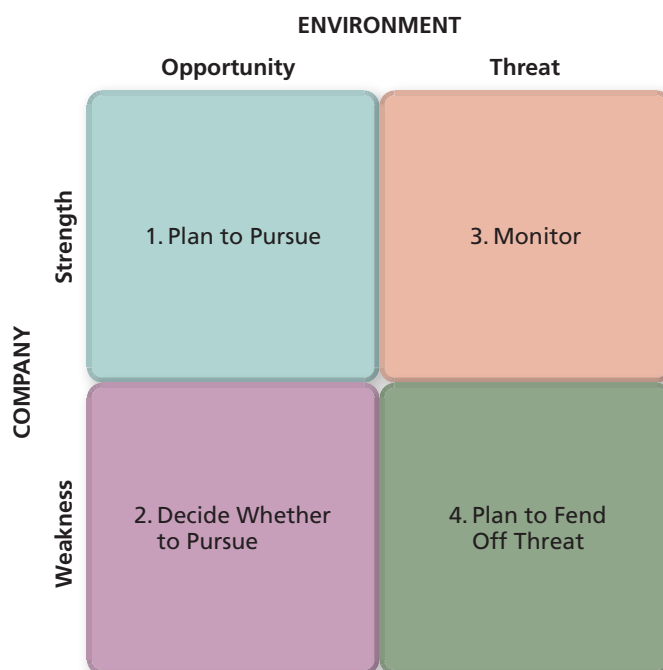 ENVIRONMENT
Opportunity
Threat
COMPANY
Strength
1. Plan to Pursue
3. Monitor
Weakness
2. Decide Whether
to Pursue
4. Plan to Fend
Off Threat